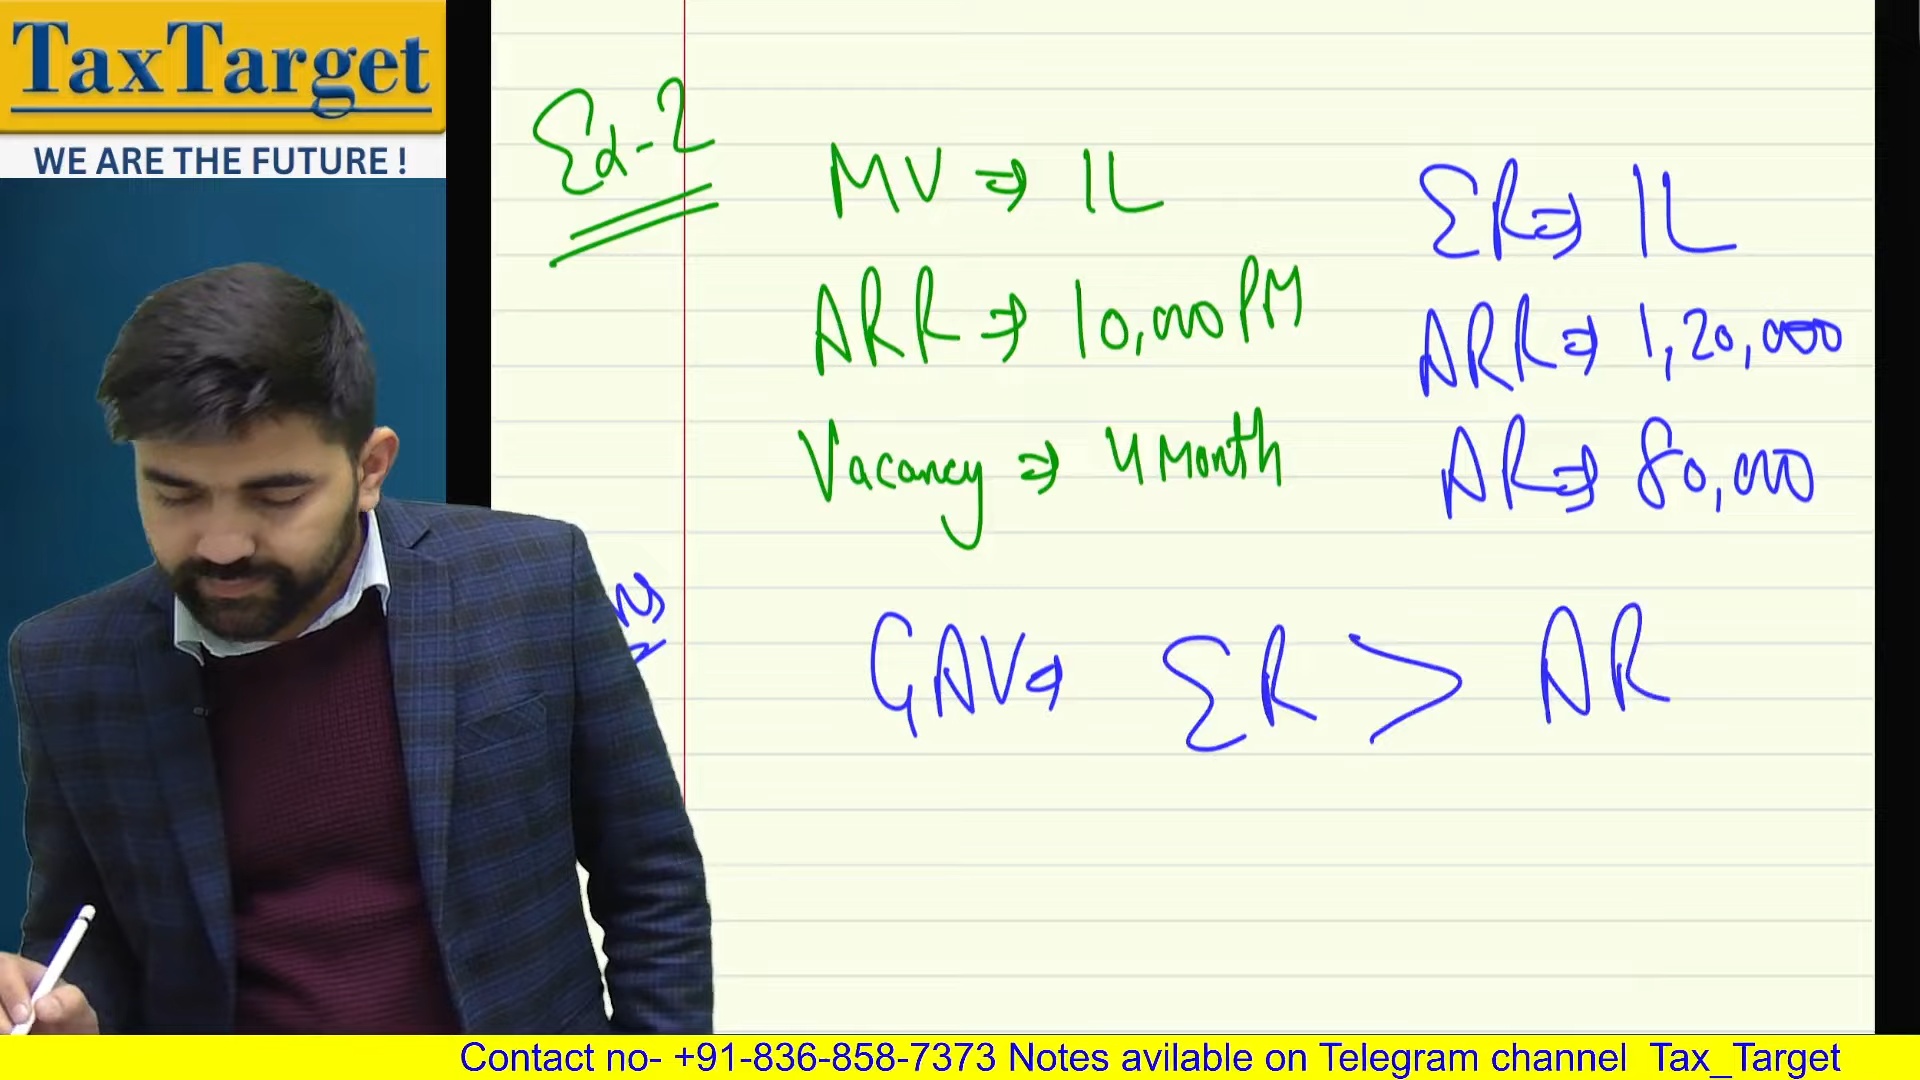 TaxTarget
WE ARE THE FUTURE !
Ex-2
MV ⇒ 1L
ARR ⇒ 10,000 PM
Vacancy ⇒ 4 Month
ER ⇒ 1L
ARR ⇒ 1,20,000
AR ⇒ 80,000
GAV ⇒ ER > AR
Contact no- +91-836-858-7373 Notes avilable on Telegram channel Tax_Target